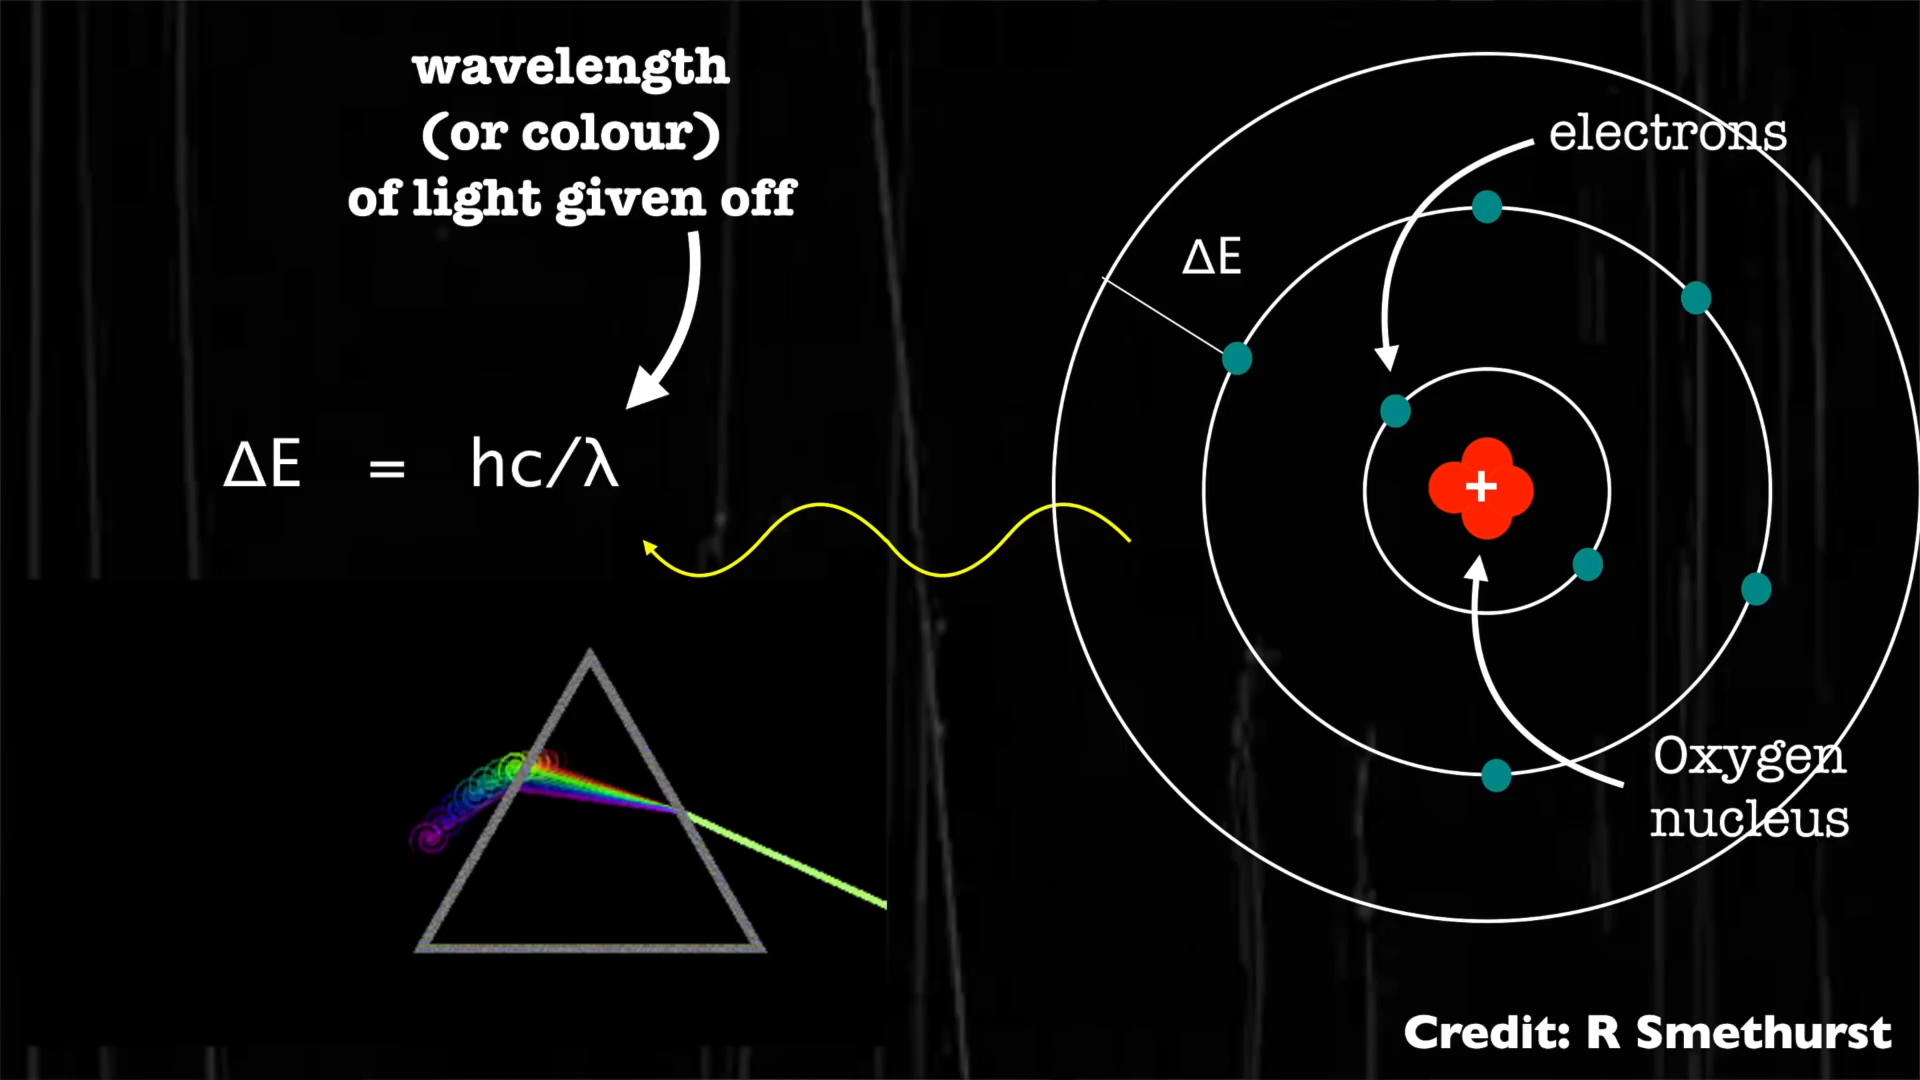 wavelength
(or colour)
of light given off
ΔE = hc/λ
electrons
ΔE
+
Oxygen
nucleus
Credit: R Smethurst